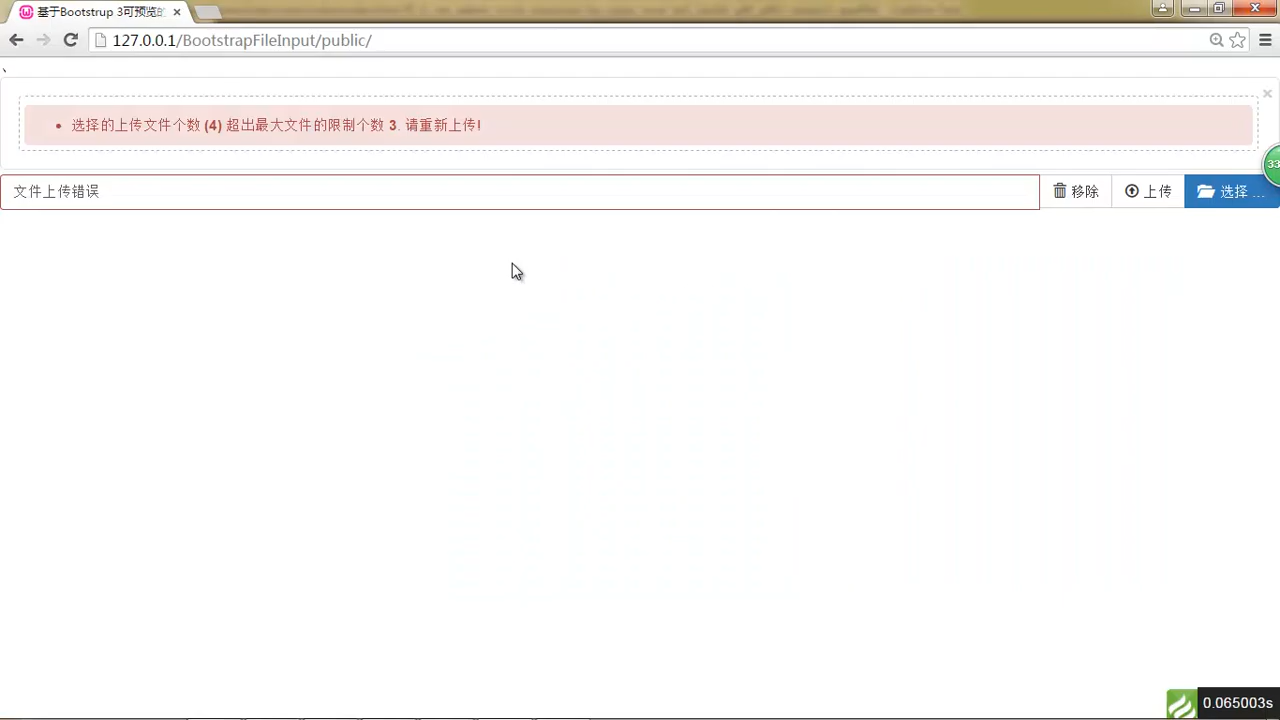 基于Bootstrup 3可预览的
127.0.0.1/BootstrapFileInput/public/
、
选择的上传文件个数 (4) 超出最大文件的限制个数 3. 请重新上传!
33
文件上传错误
移除
上传
选择 ...
0.065003s